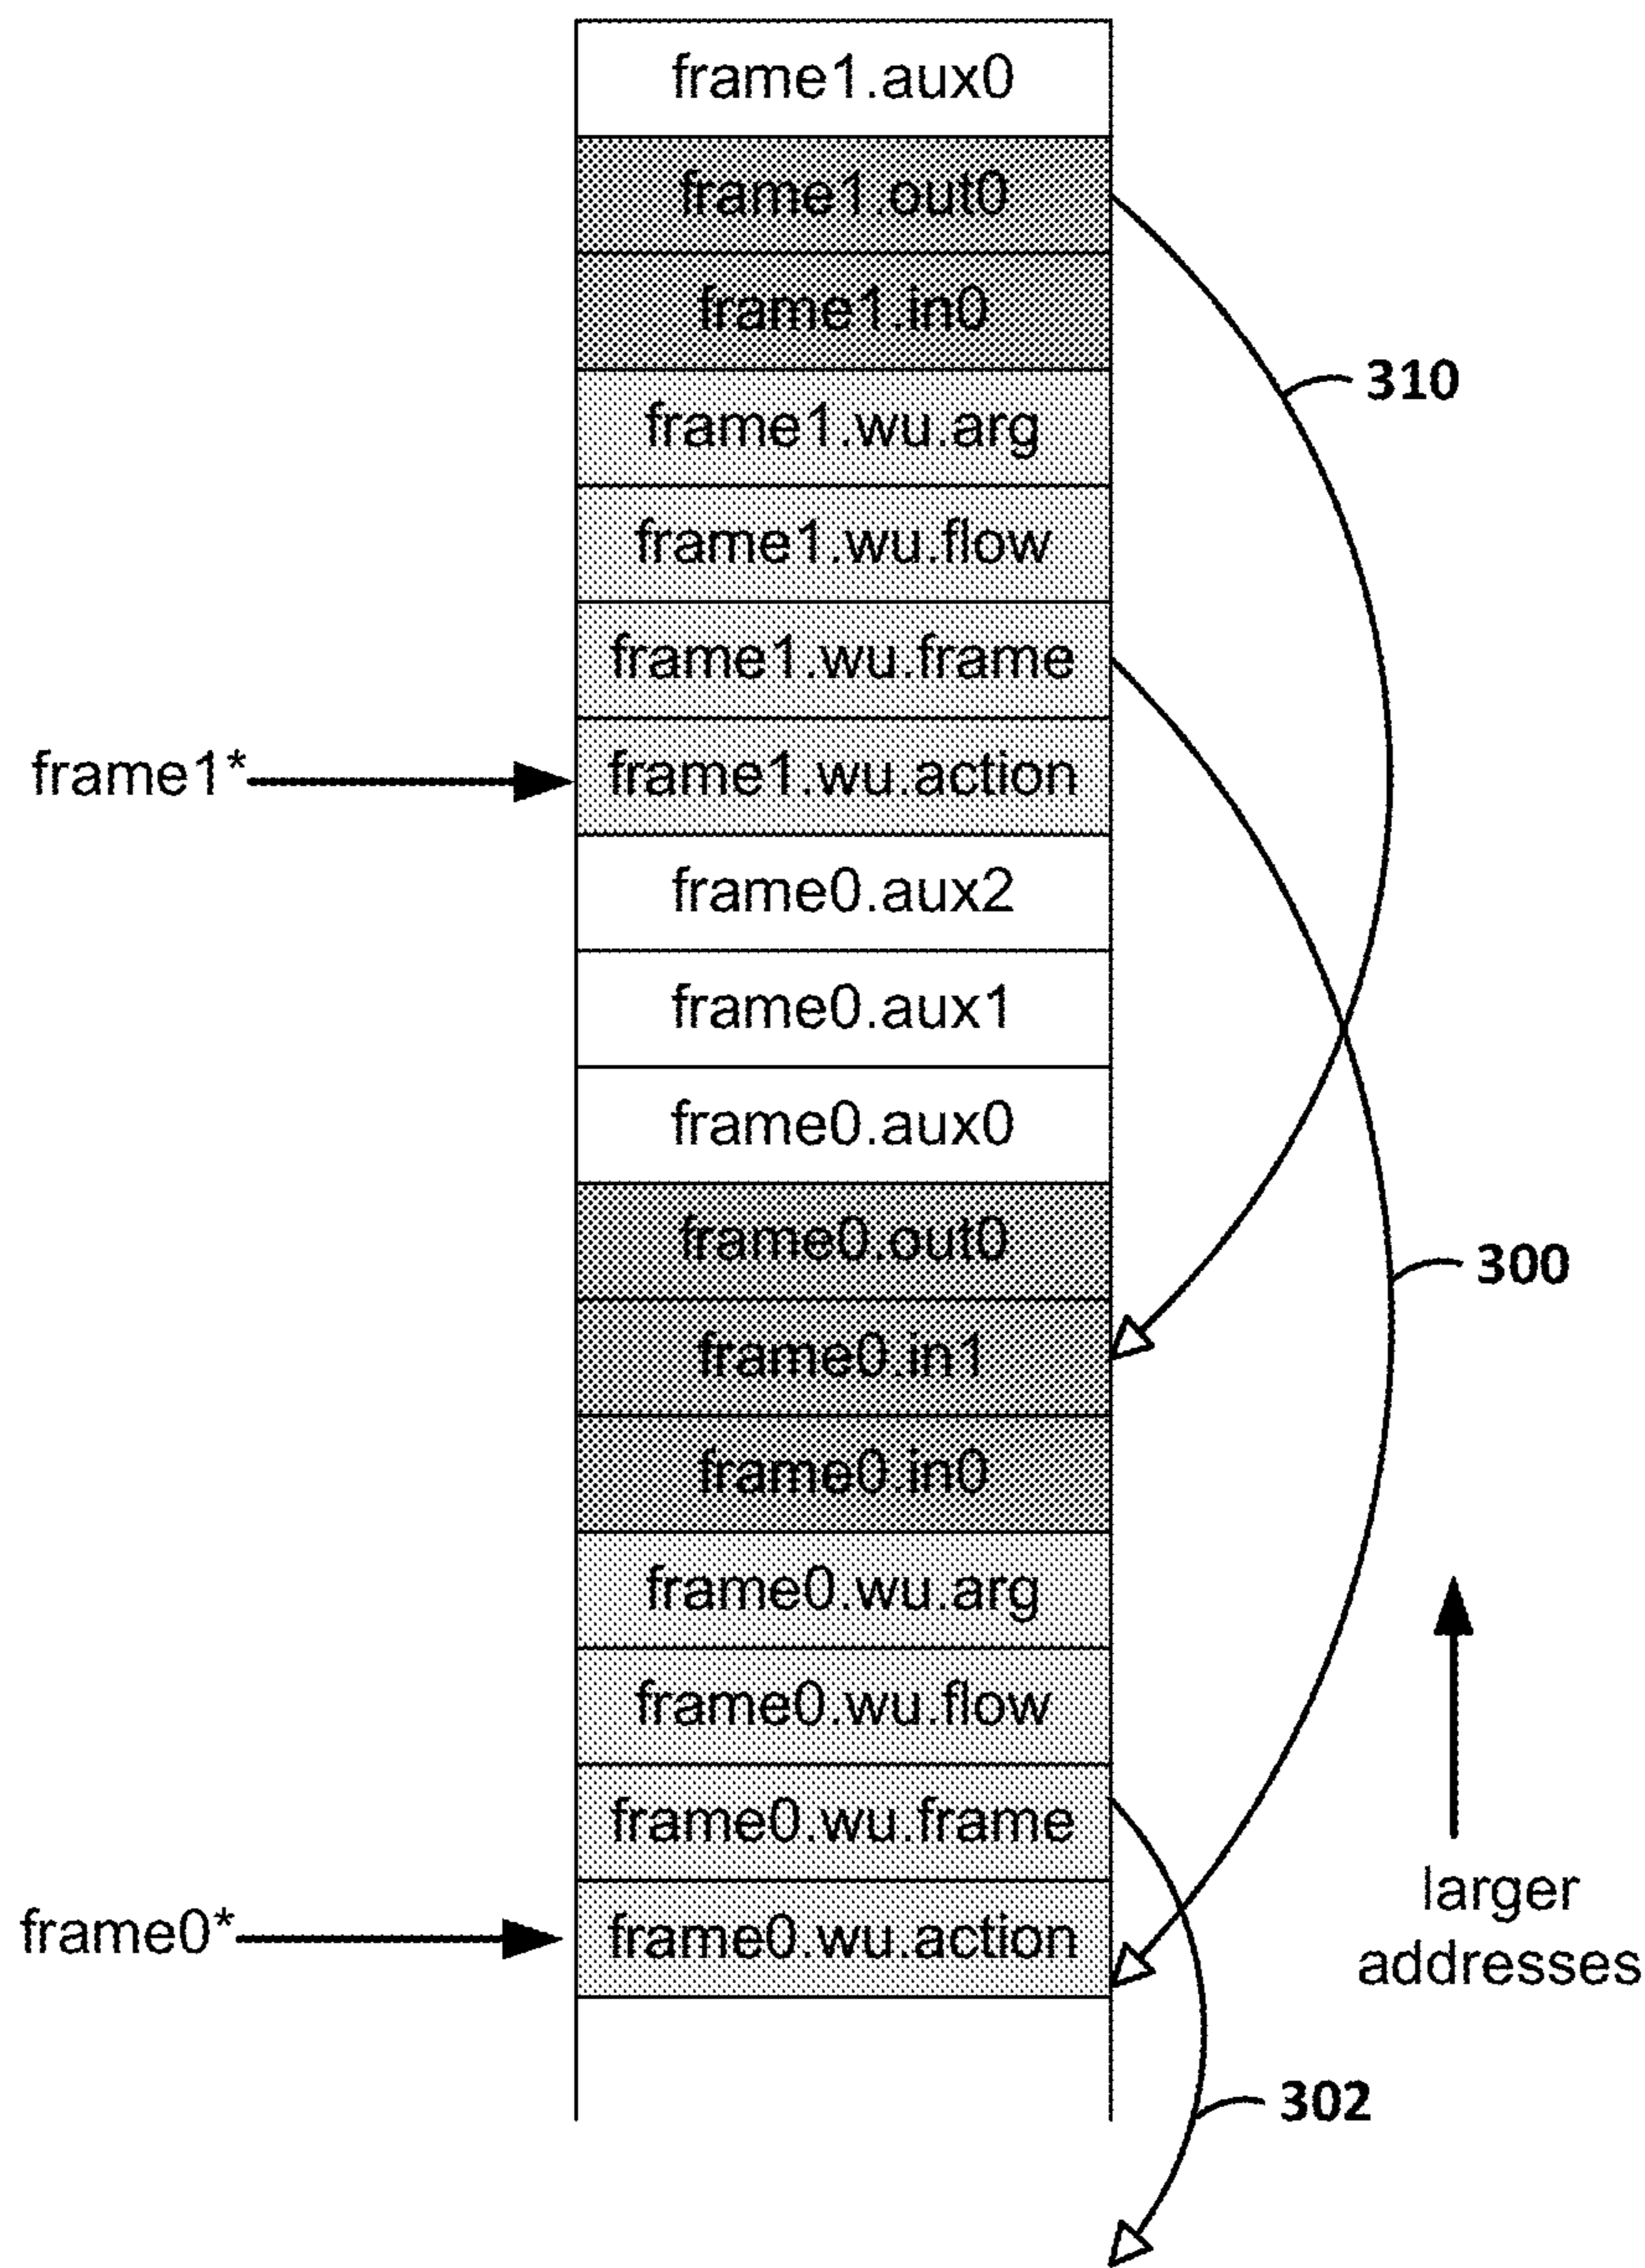 frame1.aux0
frame1.out0
frame1.in0
310
frame1.wu.arg
frame1.wu.flow
frame1.wu.frame
frame1*
frame1.wu.action
frame0.aux2
frame0.aux1
frame0.aux0
frame0.out0
300
frame0.in1
frame0.in0
frame0.wu.arg
frame0.wu.flow
frame0.wu.frame
larger
addresses
frame0*
frame0.wu.action
302